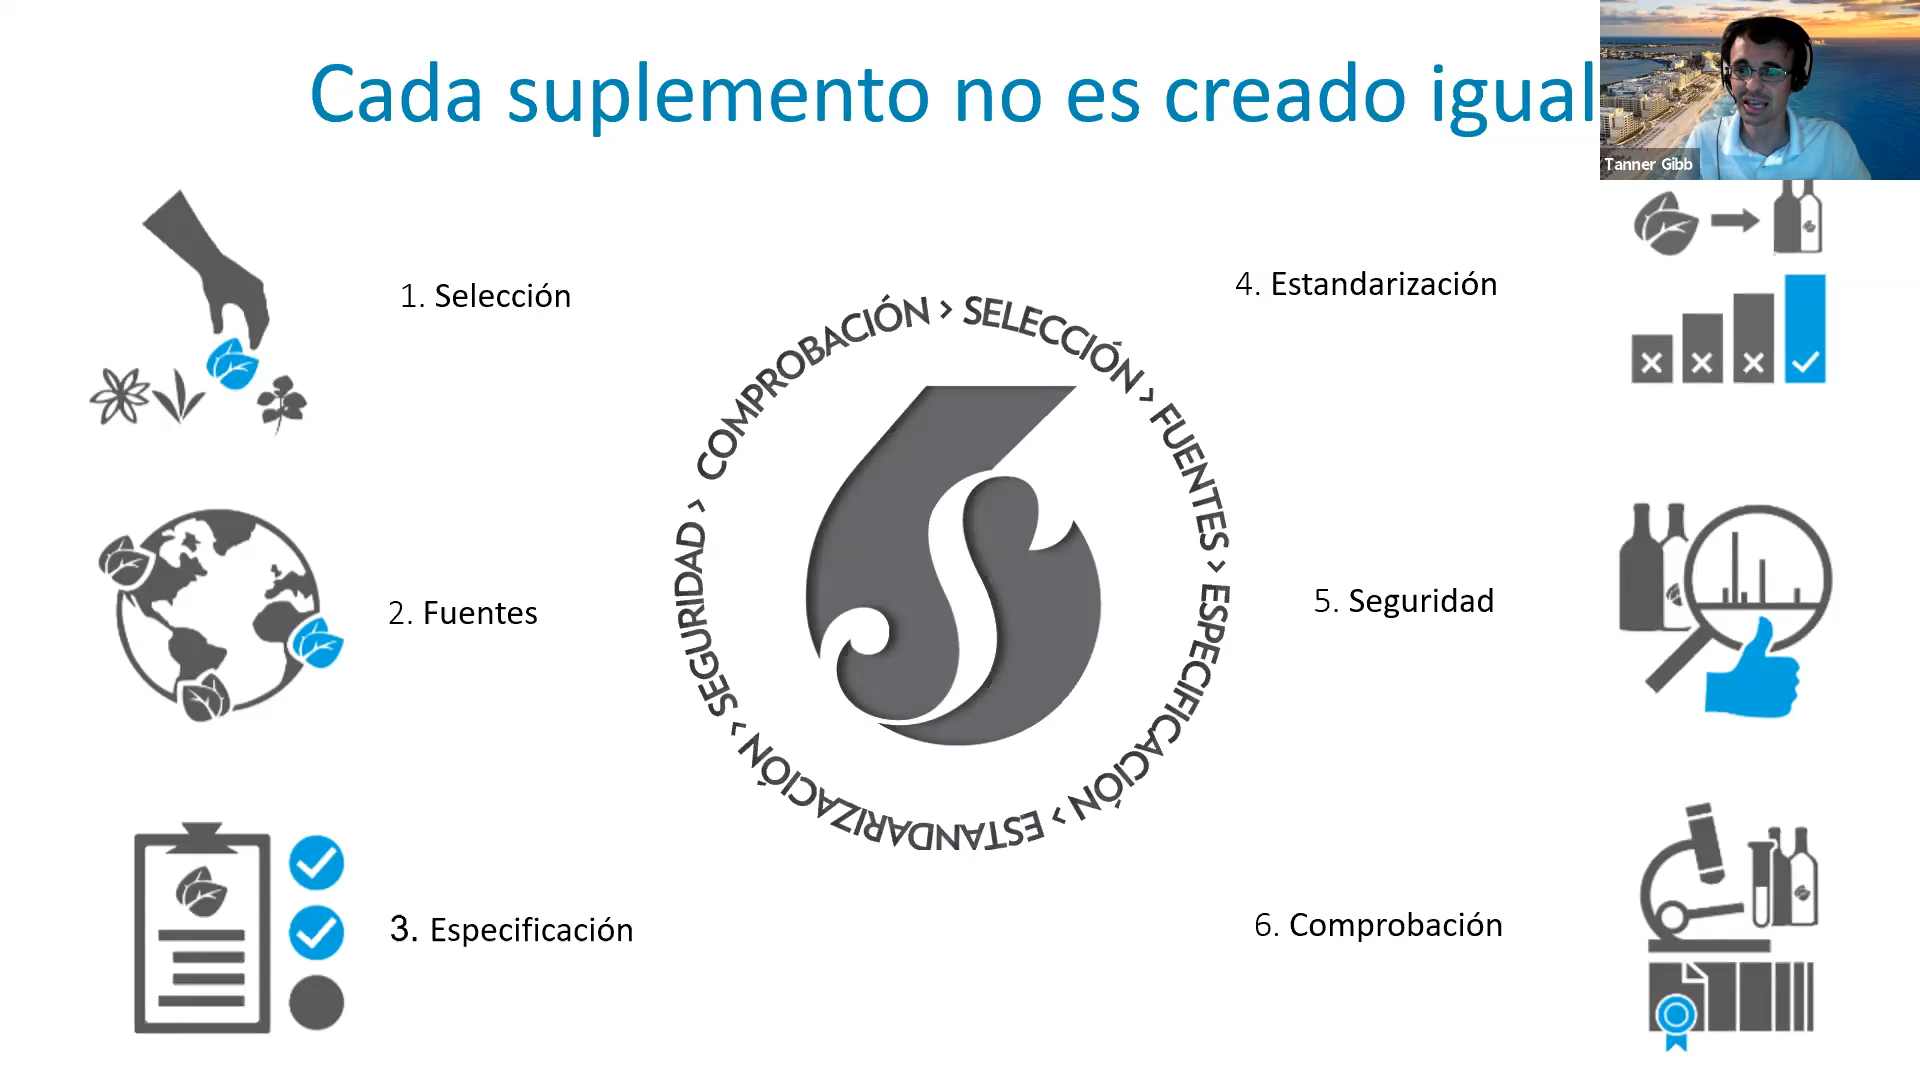 Cada suplemento no es creado igual
Tanner Gibb
1. Selección
2. Fuentes
3. Especificación
COMPROBACIÓN > SELECCIÓN > FUENTES > ESPECIFICACIÓN > ESTANDARIZACIÓN > SEGURIDAD >
4. Estandarización
5. Seguridad
6. Comprobación